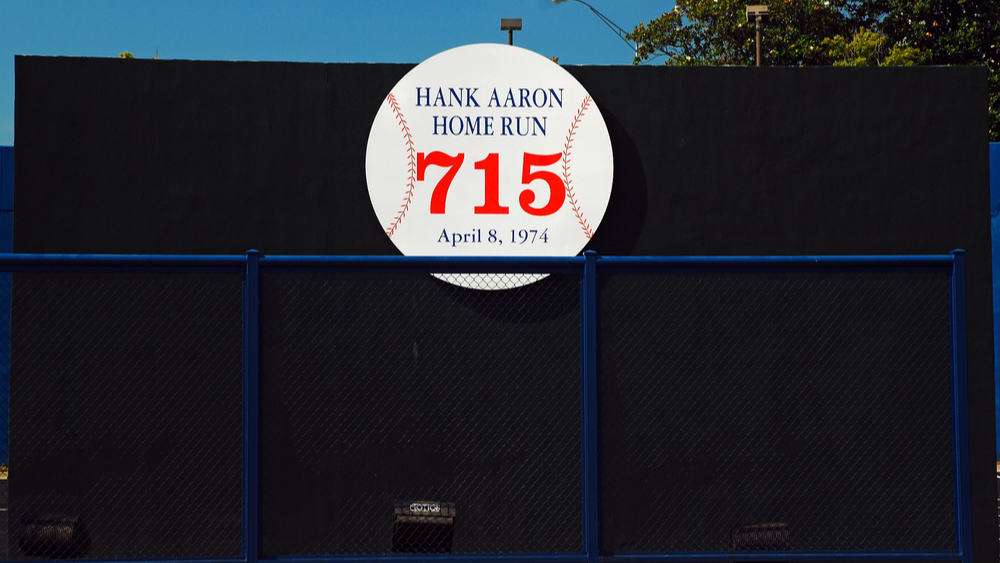 HANK AARON
HOME RUN
715
April 8, 1974